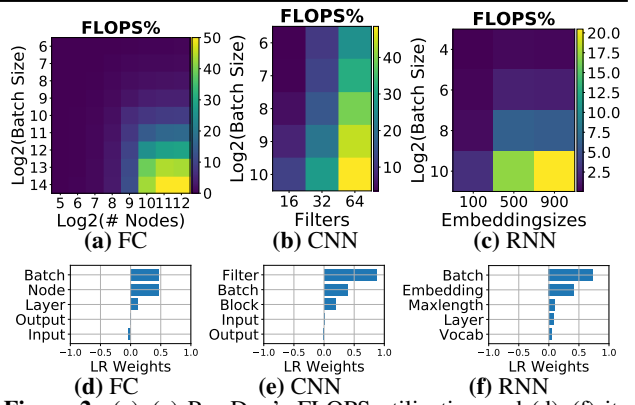 FLOPS%
Log2(Batch Size)
6
7
8
9
10
11
12
13
14
5 6 7 8 9 101112
Log2(# Nodes)
50
40
30
20
10
0
(a) FC
FLOPS%
Log2(Batch Size)
6
7
8
9
10
16 32 64
Filters
40
30
20
10
(b) CNN
FLOPS%
Log2(Batch Size)
4
6
8
10
100 500 900
Embeddingsizes
20.0
17.5
15.0
12.5
10.0
7.5
5.0
2.5
(c) RNN
Batch
Node
Layer
Output
Input
−1.0 −0.5 0.0 0.5 1.0
LR Weights
(d) FC
Filter
Batch
Block
Input
Output
−1.0 −0.5 0.0 0.5 1.0
LR Weights
(e) CNN
Batch
Embedding
Maxlength
Layer
Vocab
−1.0 −0.5 0.0 0.5 1.0
LR Weights
(f) RNN